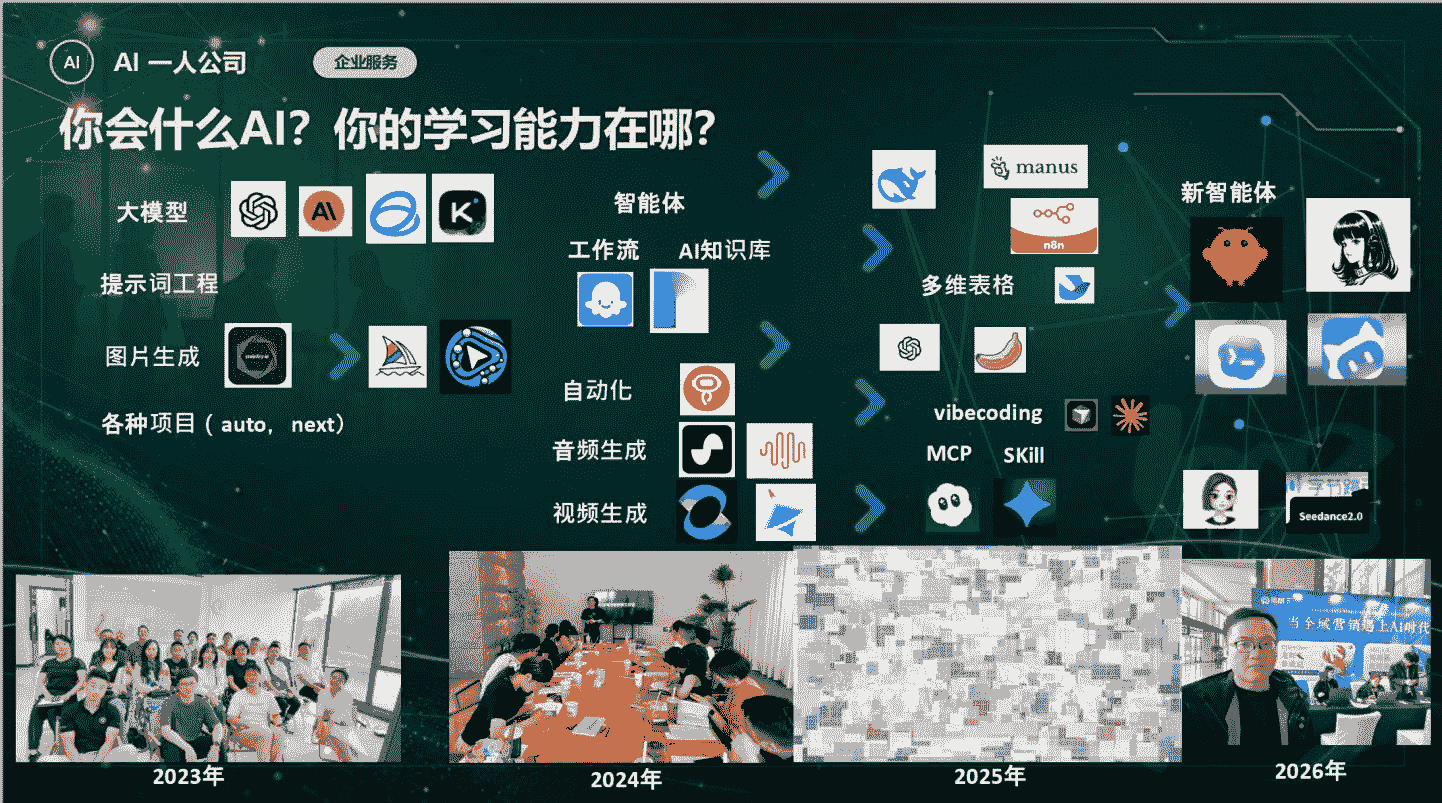 AI
AI 一人公司
企业服务
你会什么AI？你的学习能力在哪？
大模型
提示词工程
图片生成
各种项目（auto， next）
智能体
工作流
AI知识库
自动化
音频生成
视频生成
manus
n8n
多维表格
vibecoding
MCP
SKill
新智能体
Seedance2.0
当全域营销遇上AI时代
2023年
2024年
2025年
2026年